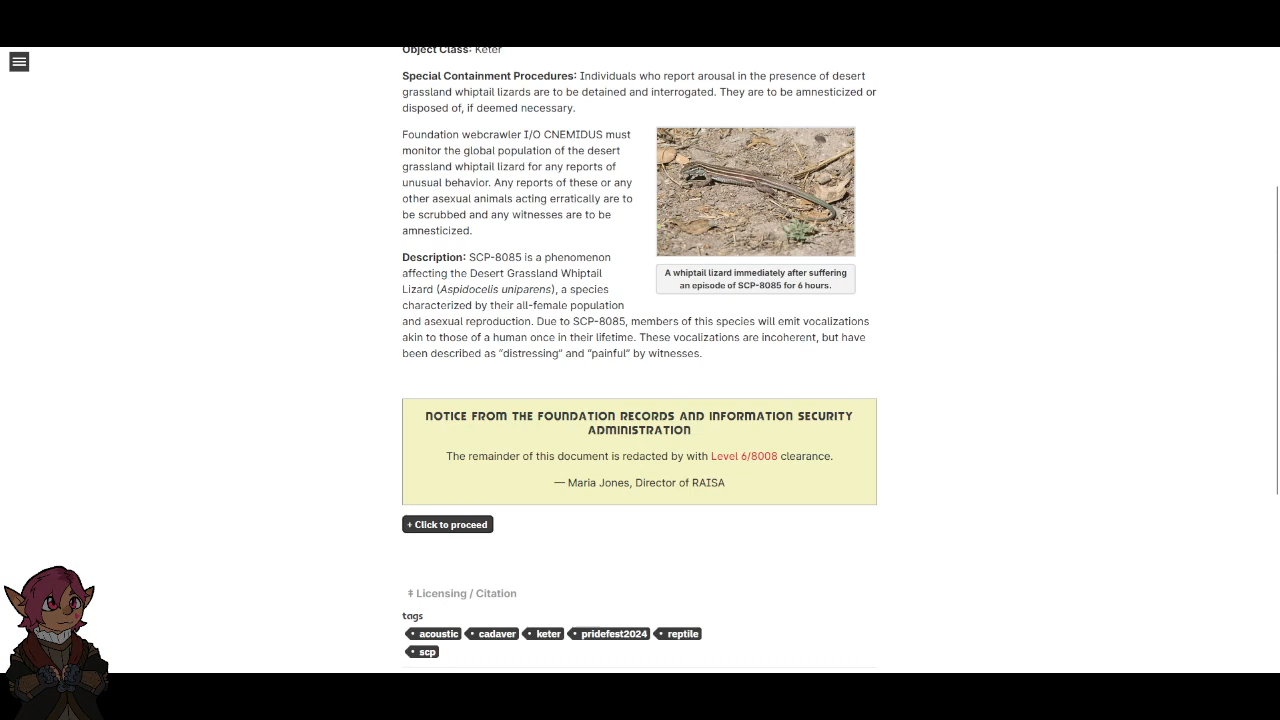 Object Class: Keter
Special Containment Procedures: Individuals who report arousal in the presence of desert
grassland whiptail lizards are to be detained and interrogated. They are to be amnesticized or
disposed of, if deemed necessary.
Foundation webcrawler I/O CNEMIDUS must
monitor the global population of the desert
grassland whiptail lizard for any reports of
unusual behavior. Any reports of these or any
other asexual animals acting erratically are to
be scrubbed and any witnesses are to be
amnesticized.
A whiptail lizard immediately after suffering
an episode of SCP-8085 for 6 hours.
Description: SCP-8085 is a phenomenon
affecting the Desert Grassland Whiptail
Lizard (Aspidocelis uniparens), a species
characterized by their all-female population
and asexual reproduction. Due to SCP-8085, members of this species will emit vocalizations
akin to those of a human once in their lifetime. These vocalizations are incoherent, but have
been described as “distressing” and “painful” by witnesses.
NOTICE FROM THE FOUNDATION RECORDS AND INFORMATION SECURITY
ADMINISTRATION
The remainder of this document is redacted by with Level 6/8008 clearance.
— Maria Jones, Director of RAISA
+ Click to proceed
‡ Licensing / Citation
tags
• acoustic • cadaver • keter • pridefest2024 • reptile
• scp